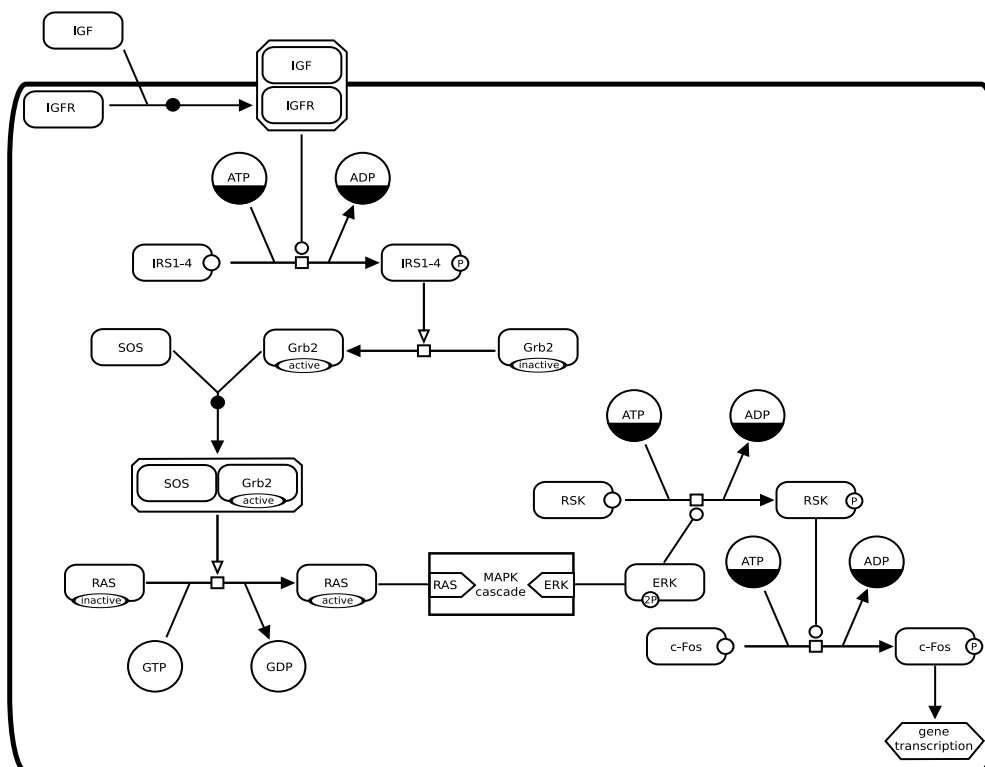 IGF
IGF
IGFR
IGFR
ATP
ADP
IRS1-4
IRS1-4
P
SOS
Grb2
active
Grb2
inactive
ATP
ADP
SOS
Grb2
active
RSK
RSK
P
ATP
ADP
RAS
inactive
RAS
active
RAS
MAPK
cascade
ERK
ERK
2P
c-Fos
c-Fos
P
GTP
GDP
gene
transcription